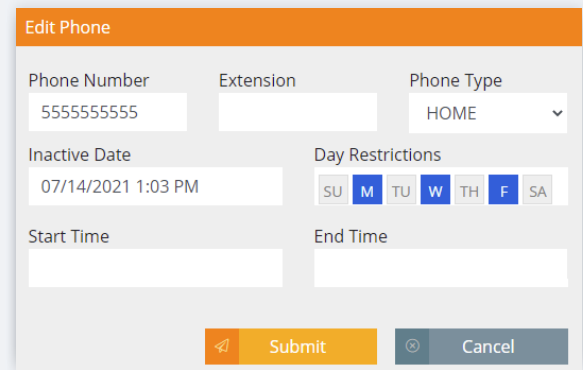 Edit Phone
Phone Number Extension Phone Type
5555555555 HOME
Inactive Date Day Restrictions
07/14/2021 1:03 PM SU M TU W TH F SA
Start Time End Time
Submit Cancel